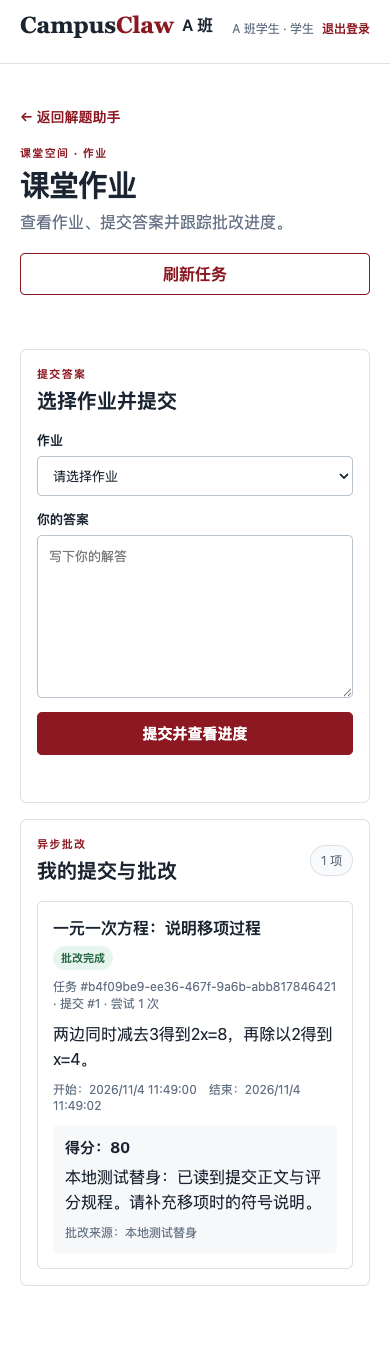 CampusClaw A 班
A 班学生 · 学生 退出登录
← 返回解题助手
课堂空间 · 作业
课堂作业
查看作业、提交答案并跟踪批改进度。
刷新任务
提交答案
选择作业并提交
作业
请选择作业
你的答案
写下你的解答
提交并查看进度
异步批改
我的提交与批改
1 项
一元一次方程：说明移项过程
批改完成
任务 #b4f09be9-ee36-467f-9a6b-abb817846421
· 提交 #1 · 尝试 1 次
两边同时减去3得到2x=8，再除以2得到
x=4。
开始：2026/11/4 11:49:00 结束：2026/11/4
11:49:02
得分：80
本地测试替身：已读到提交正文与评
分规程。请补充移项时的符号说明。
批改来源：本地测试替身